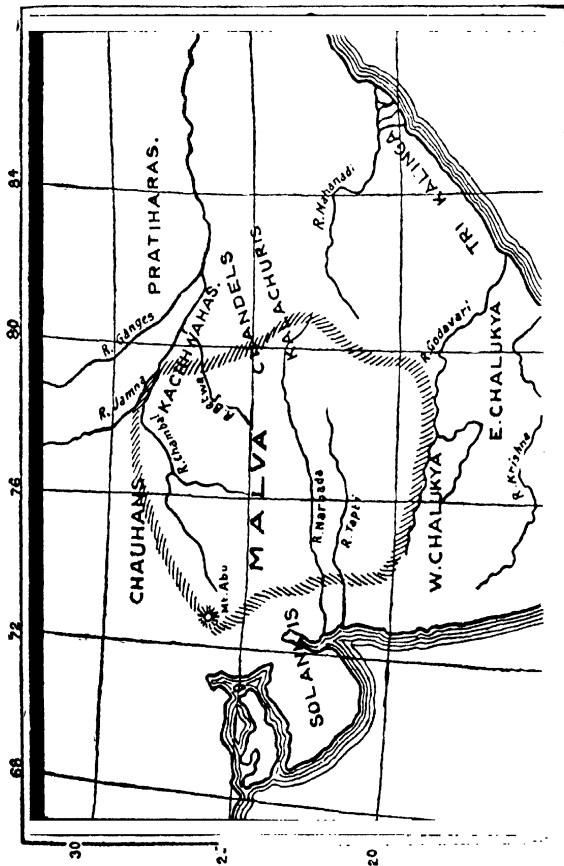 84
80
76
72
68
30
20
PRATIHARAS.
R. Ganges
R. Jamna
KACHHWAHAS.
CHANDELS
R. Betwa
R. Chambal
CHAUHANS
MALVA
R. Narbada
R. Tapti
Mt. Abu
SOLANKIS
R. Mahanadi
TRI KALINGA
R. Godavari
E. CHALUKYA
W. CHALUKYA
R. Krishna